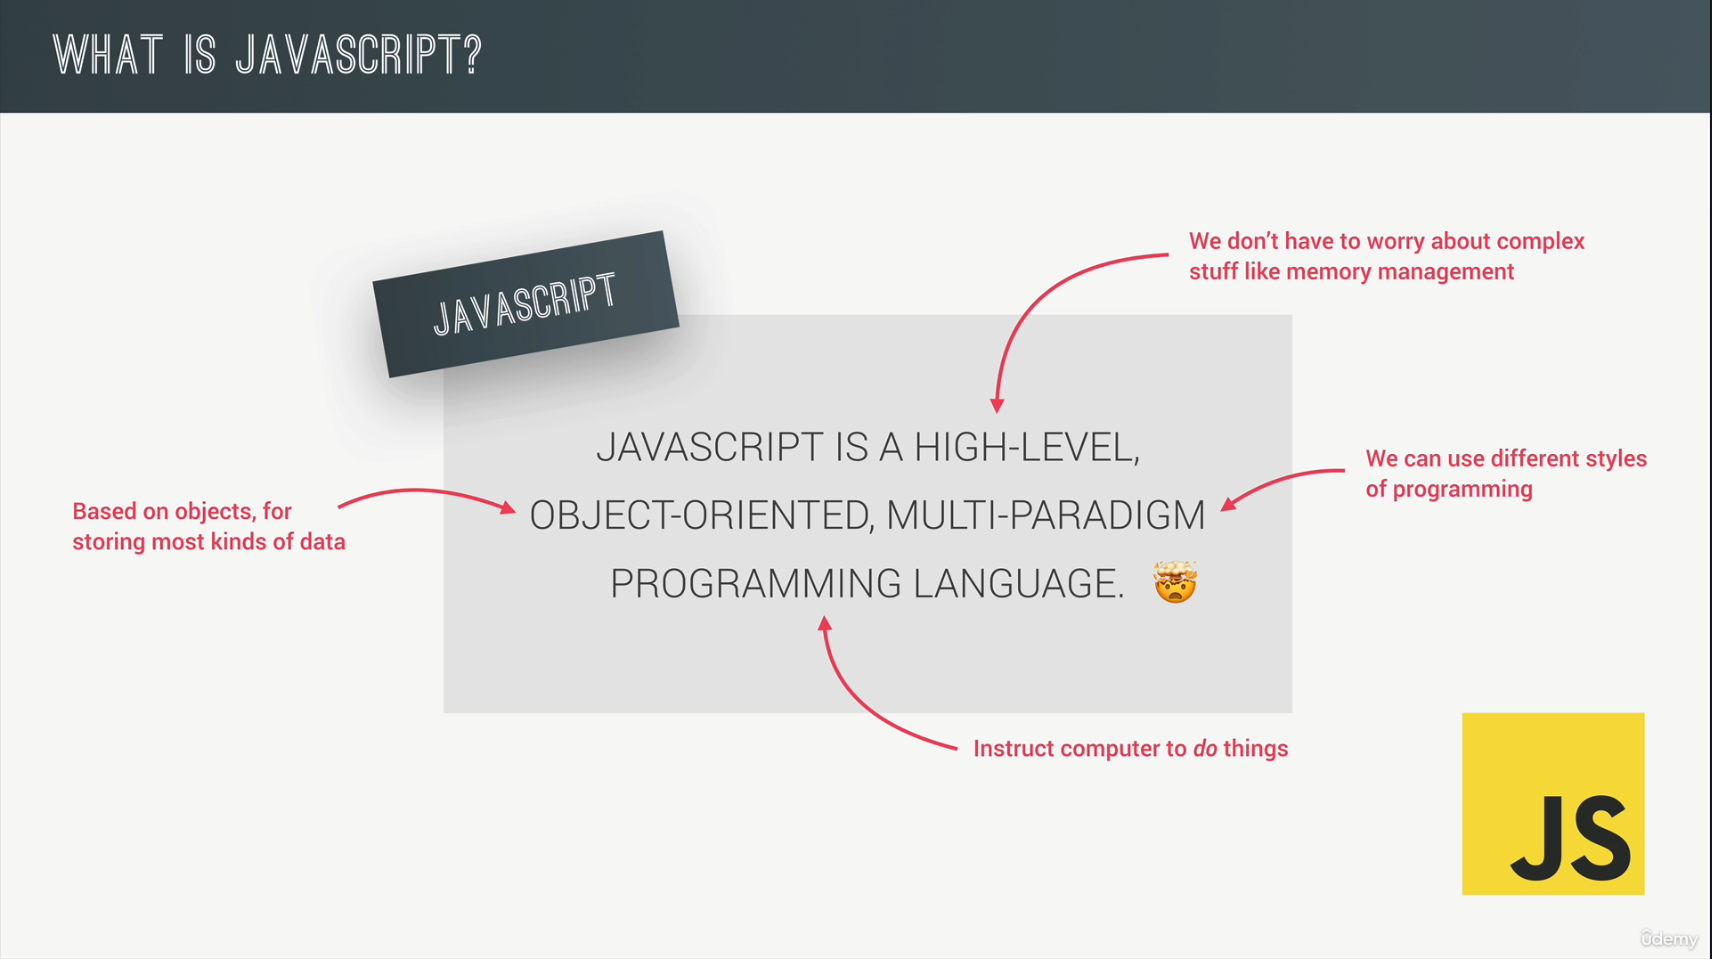 WHAT IS JAVASCRIPT?
JAVASCRIPT
We don’t have to worry about complex
stuff like memory management
JAVASCRIPT IS A HIGH-LEVEL,
OBJECT-ORIENTED, MULTI-PARADIGM
PROGRAMMING LANGUAGE.
We can use different styles
of programming
Based on objects, for
storing most kinds of data
Instruct computer to do things
JS
ûdemy